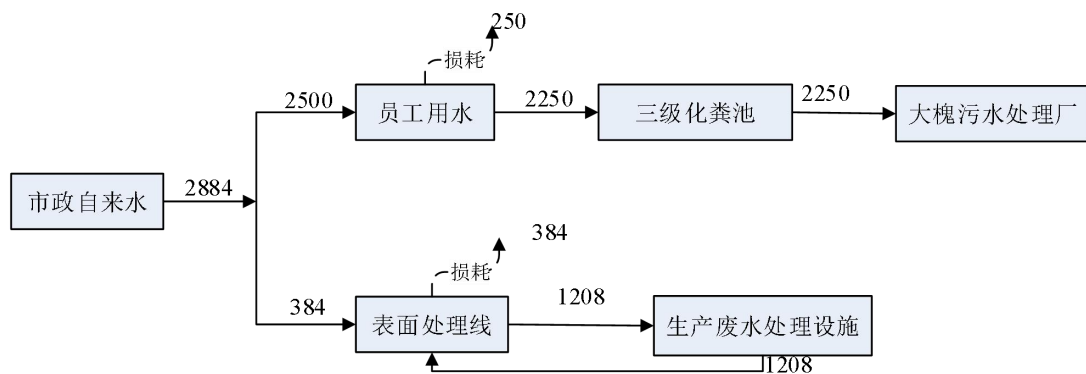 250
损耗
2500
员工用水
2250
三级化粪池
2250
大槐污水处理厂
市政自来水
2884
384
损耗
384
表面处理线
1208
生产废水处理设施
1208